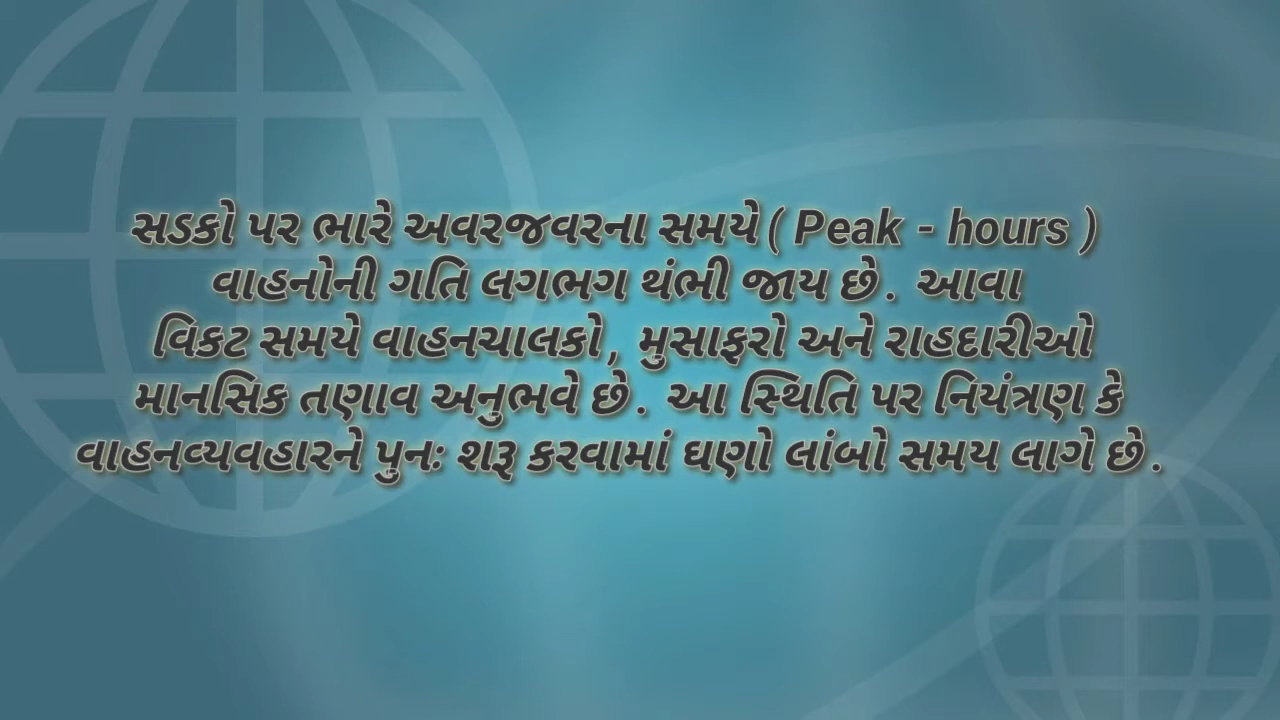 સડકો પર ભારે અવરજવરના સમયે ( Peak - hours )
વાહનોની ગતિ લગભગ થંભી જાય છે. આવા
વિકટ સમયે વાહનચાલકો, મુસાફરો અને રાહદારીઓ
માનસિક તણાવ અનુભવે છે. આ સ્થિતિ પર નિયંત્રણ કે
વાહનવ્યવહારને પુનઃ શરૂ કરવામાં ઘણો લાંબો સમય લાગે છે.